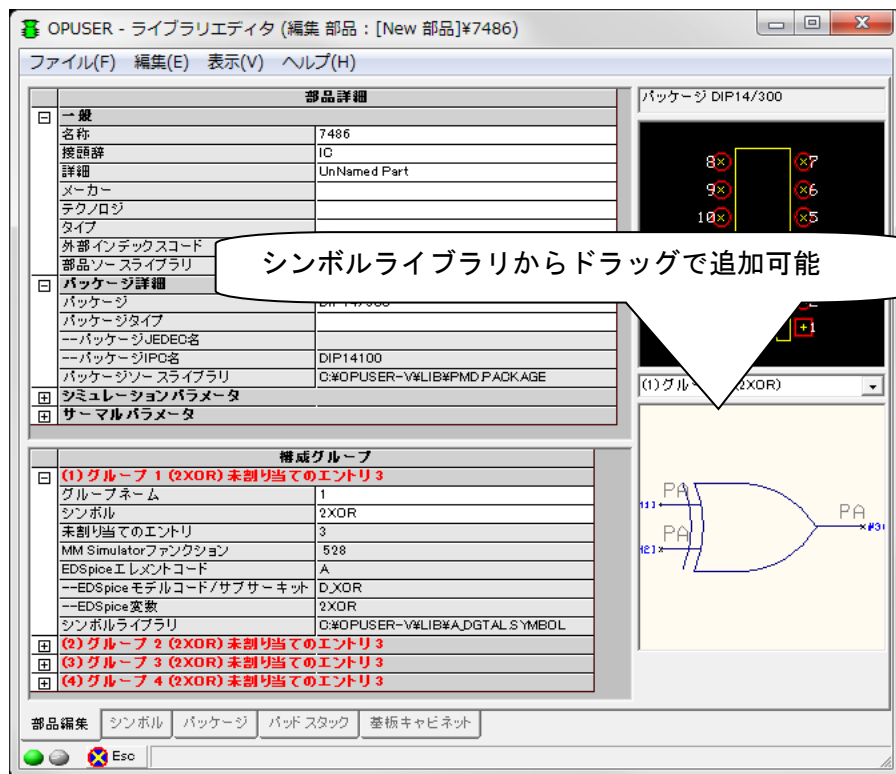 OPUSER - ライブラリエディタ (編集 部品 : [New 部品]¥7486)
ファイル(F) 編集(E) 表示(V) ヘルプ(H)
部品詳細
一般
名称 7486
接頭辞 IC
詳細 UnNamed Part
メーカー
テクノロジ
タイプ
外部インデックスコード
部品ソースライブラリ
パッケージ詳細
パッケージ
パッケージタイプ
--パッケージJEDEC名
--パッケージIPC名 DIP14100
パッケージソースライブラリ C:¥OPUSER-V¥LIB¥PMD PACKAGE
シミュレーションパラメータ
サーマルパラメータ
パッケージ DIP14/300
8 7
9 6
10 5
1
シンボルライブラリからドラッグで追加可能
構成グループ
(1) グループ 1 (2XOR) 未割り当てのエントリ 3
グループネーム 1
シンボル 2XOR
未割り当てのエントリ 3
MM Simulatorファンクション 528
EDSpiceエレメントコード A
--EDSpiceモデルコード/サブサーキット D_XOR
--EDSpice変数 2XOR
シンボルライブラリ C:¥OPUSER-V¥LIB¥A_DGTAL SYMBOL
(2) グループ 2 (2XOR) 未割り当てのエントリ 3
(3) グループ 3 (2XOR) 未割り当てのエントリ 3
(4) グループ 4 (2XOR) 未割り当てのエントリ 3
PA
PA
PA
部品編集 シンボル パッケージ パッドスタック 基板キャビネット
Esc